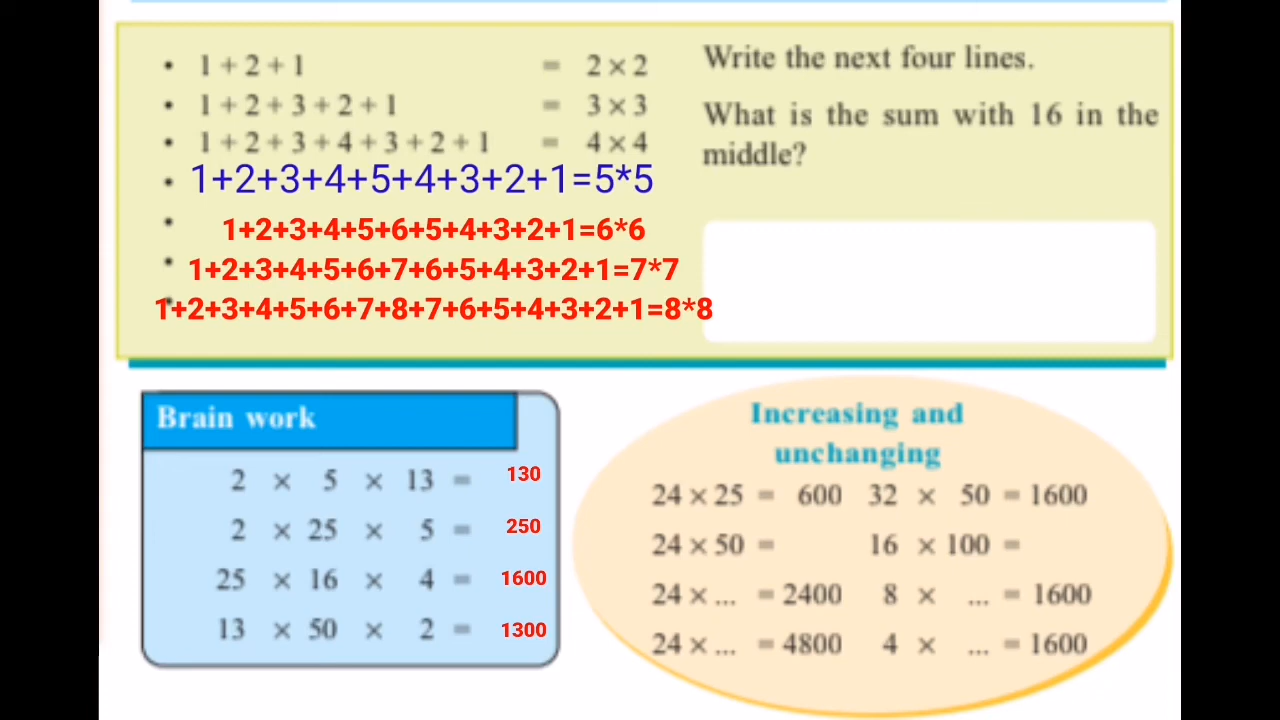 • 1 + 2 + 1 = 2 × 2
• 1 + 2 + 3 + 2 + 1 = 3 × 3
• 1 + 2 + 3 + 4 + 3 + 2 + 1 = 4 × 4
• 1+2+3+4+5+4+3+2+1=5*5
• 1+2+3+4+5+6+5+4+3+2+1=6*6
• 1+2+3+4+5+6+7+6+5+4+3+2+1=7*7
• 1+2+3+4+5+6+7+8+7+6+5+4+3+2+1=8*8
Write the next four lines.
What is the sum with 16 in the
middle?
Brain work
2 × 5 × 13 = 130
2 × 25 × 5 = 250
25 × 16 × 4 = 1600
13 × 50 × 2 = 1300
Increasing and
unchanging
24 × 25 = 600 32 × 50 = 1600
24 × 50 = 16 × 100 =
24 × ... = 2400 8 × ... = 1600
24 × ... = 4800 4 × ... = 1600